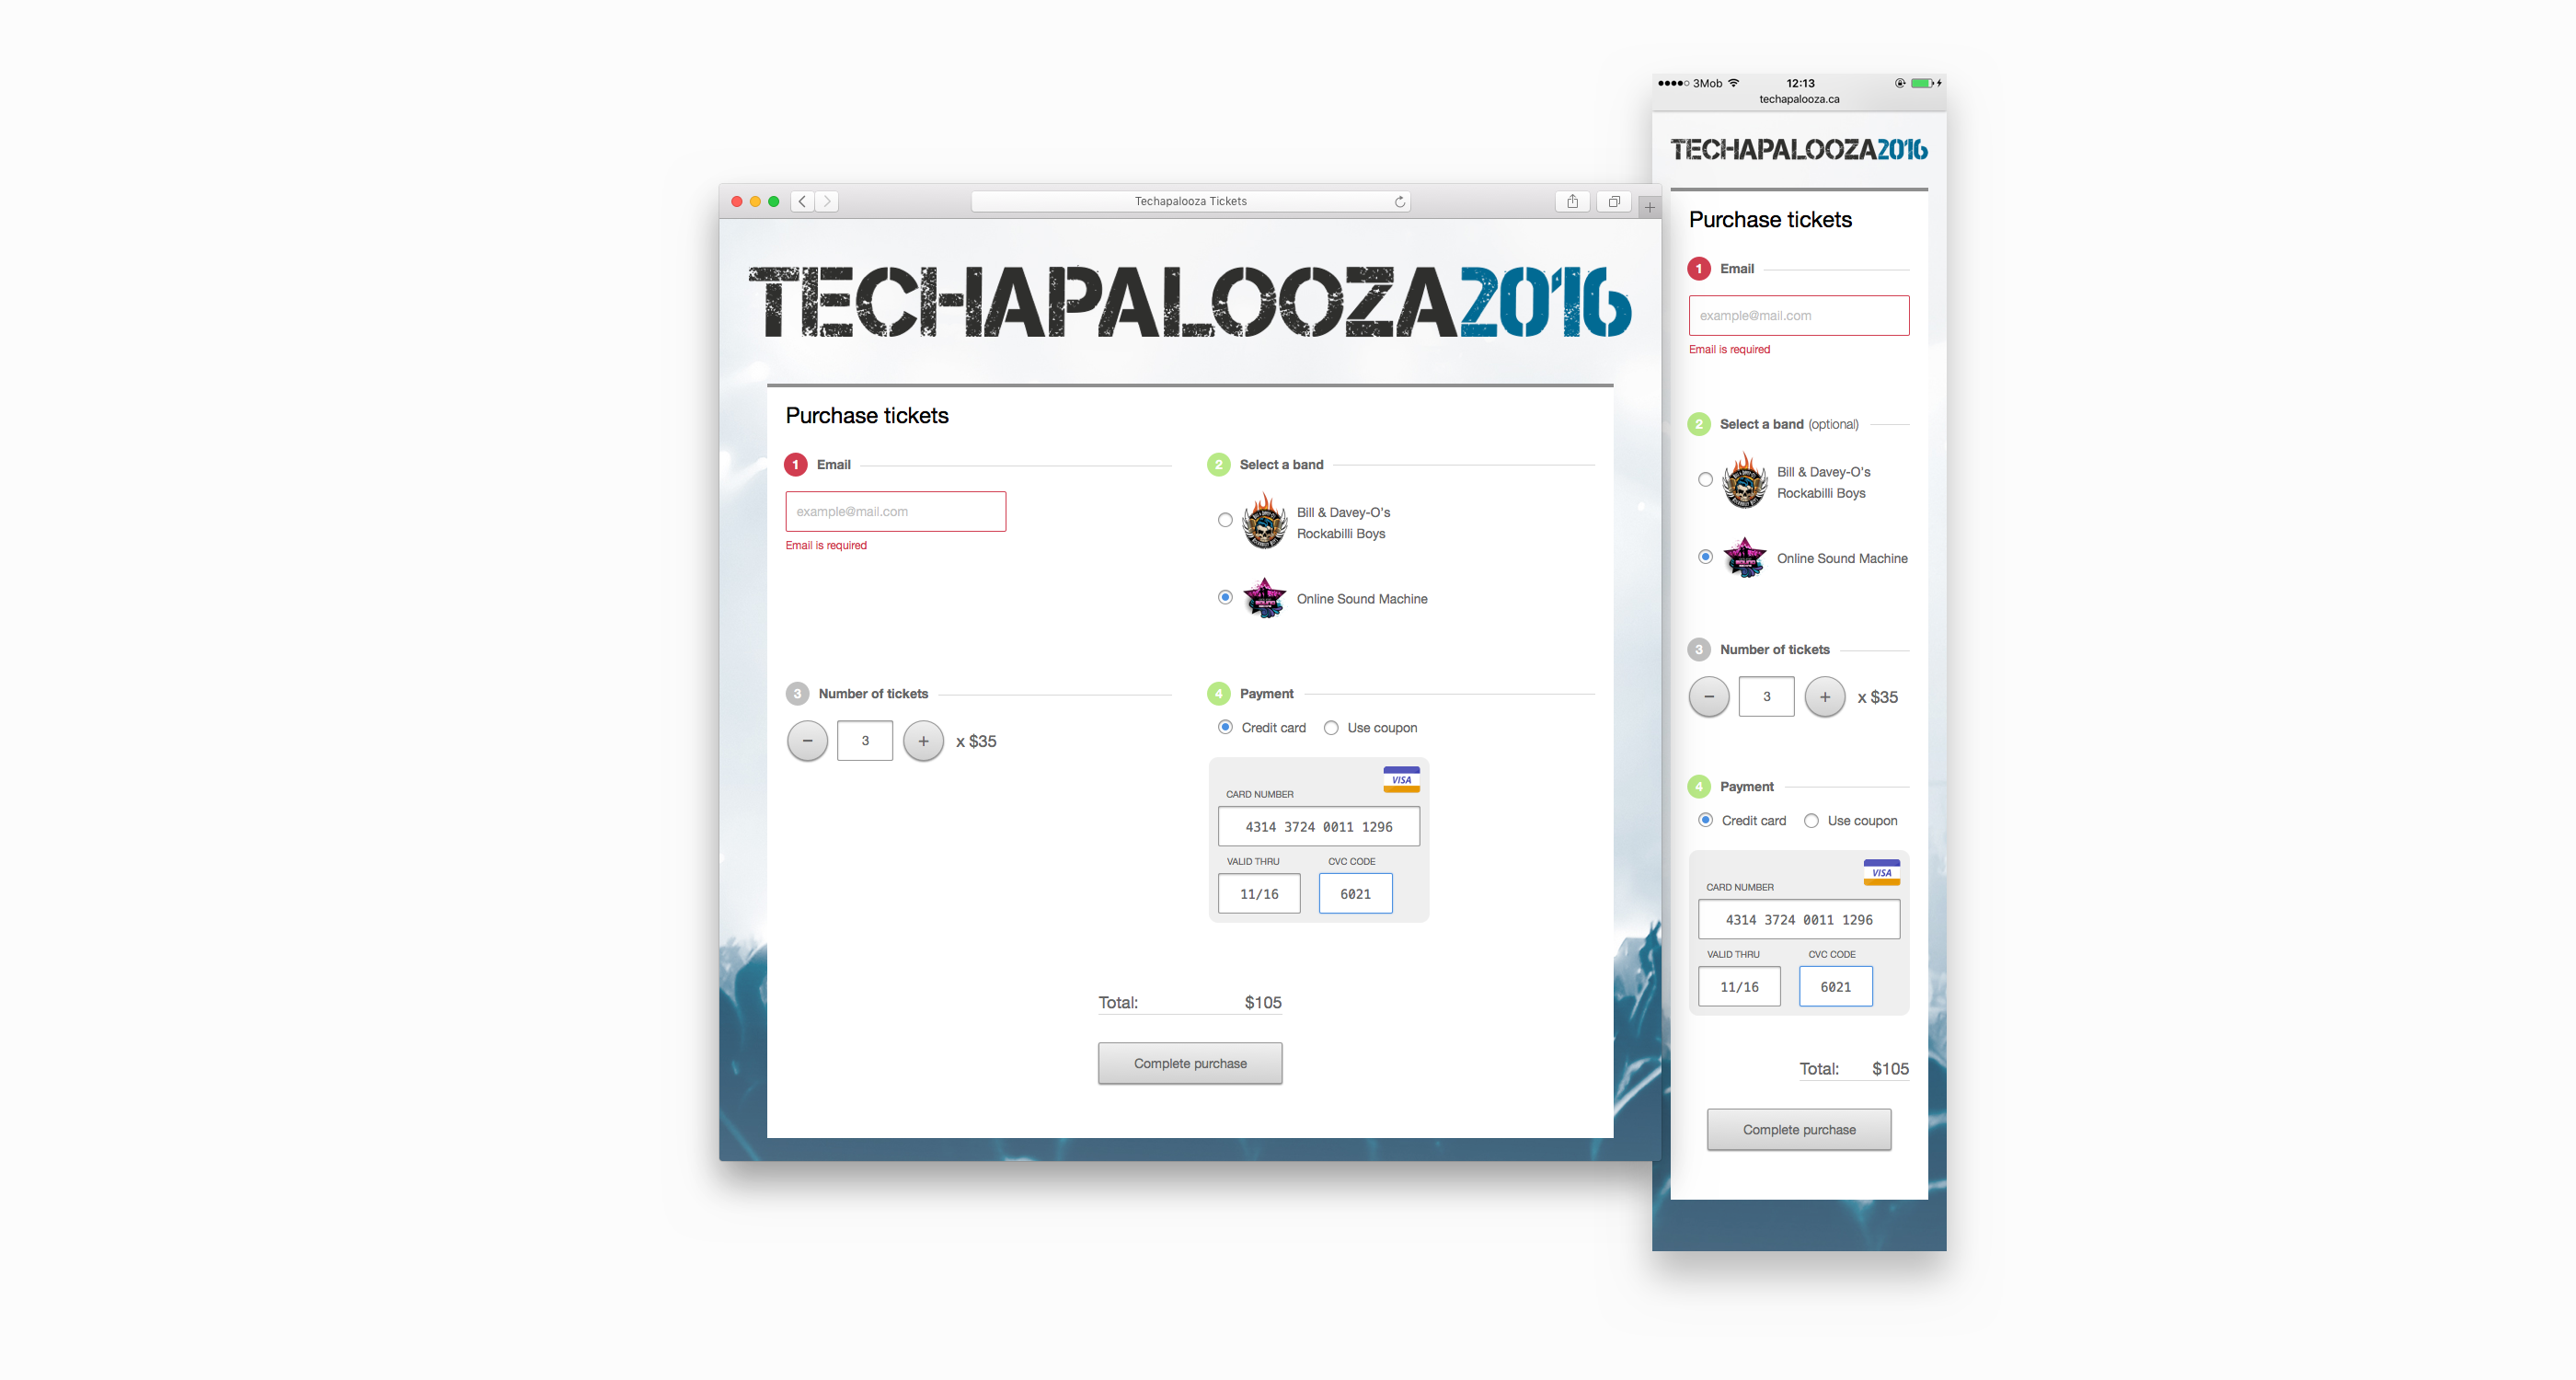 Techapalooza Tickets
TECHAPALOOZA2016
Purchase tickets
1 Email
example@mail.com
Email is required
2 Select a band
Bill & Davey-O's
Rockabilli Boys
Online Sound Machine
3 Number of tickets
− 3 + x $35
4 Payment
Credit card Use coupon
VISA
CARD NUMBER
4314 3724 0011 1296
VALID THRU CVC CODE
11/16 6021
Total: $105
Complete purchase
3Mob 12:13
techapalooza.ca
TECHAPALOOZA2016
Purchase tickets
1 Email
example@mail.com
Email is required
2 Select a band (optional)
Bill & Davey-O's
Rockabilli Boys
Online Sound Machine
3 Number of tickets
− 3 + x $35
4 Payment
Credit card Use coupon
VISA
CARD NUMBER
4314 3724 0011 1296
VALID THRU CVC CODE
11/16 6021
Total: $105
Complete purchase